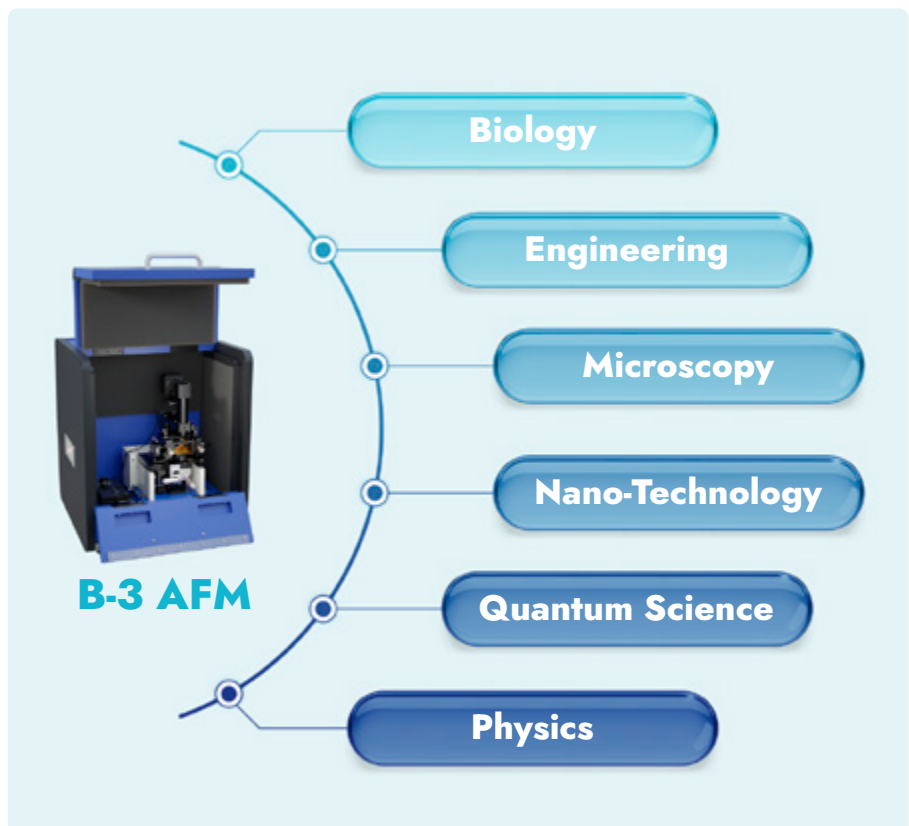 Biology
Engineering
Microscopy
Nano-Technology
B-3 AFM
Quantum Science
Physics